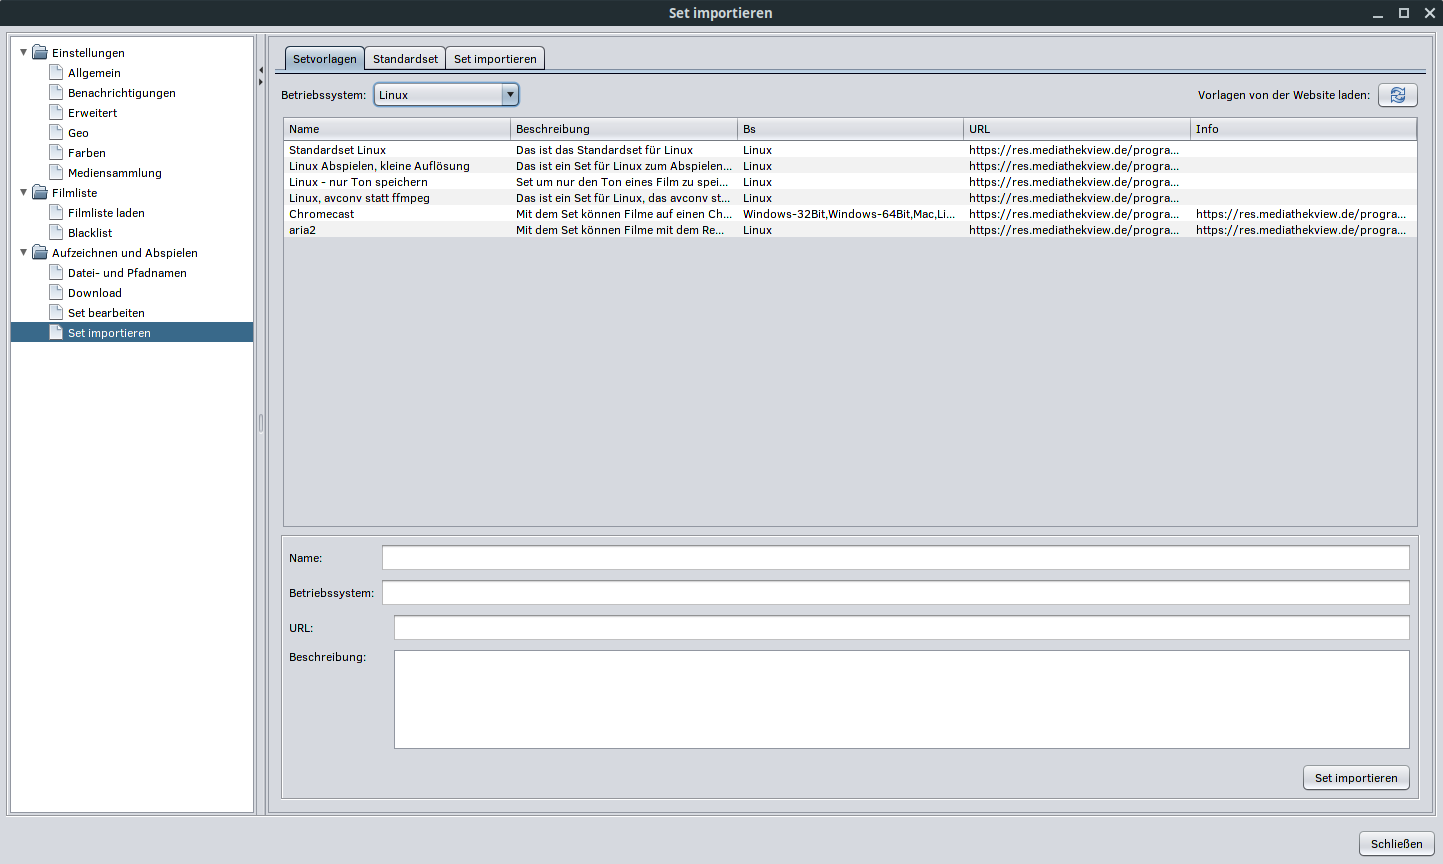 Set importieren
Einstellungen
Allgemein
Benachrichtigungen
Erweitert
Geo
Farben
Mediensammlung
Filmliste
Filmliste laden
Blacklist
Aufzeichnen und Abspielen
Datei- und Pfadnamen
Download
Set bearbeiten
Set importieren
Setvorlagen Standardset Set importieren
Betriebssystem: Linux Vorlagen von der Website laden:
Name Beschreibung Bs URL Info
Standardset Linux Das ist das Standardset für Linux Linux https://res.mediathekview.de/progra...
Linux Abspielen, kleine Auflösung Das ist ein Set für Linux zum Abspielen... Linux https://res.mediathekview.de/progra...
Linux - nur Ton speichern Set um nur den Ton eines Film zu spei... Linux https://res.mediathekview.de/progra...
Linux, avconv statt ffmpeg Das ist ein Set für Linux, das avconv st... Linux https://res.mediathekview.de/progra...
Chromecast Mit dem Set können Filme auf einen Ch... Windows-32Bit,Windows-64Bit,Mac,Li... https://res.mediathekview.de/progra... https://res.mediathekview.de/progra...
aria2 Mit dem Set können Filme mit dem Re... Linux https://res.mediathekview.de/progra... https://res.mediathekview.de/progra...
Name:
Betriebssystem:
URL:
Beschreibung:
Set importieren
Schließen